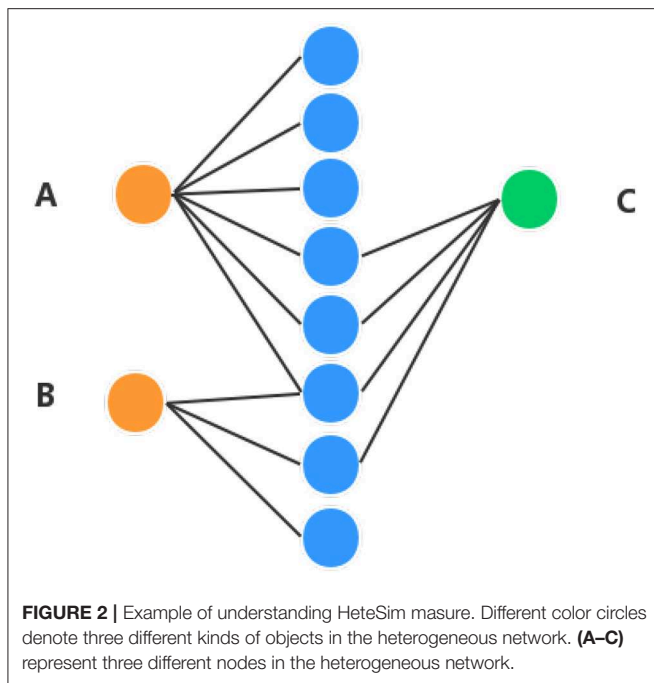 A
C
B
FIGURE 2 | Example of understanding HeteSim masure. Different color circles
denote three different kinds of objects in the heterogeneous network. (A–C)
represent three different nodes in the heterogeneous network.